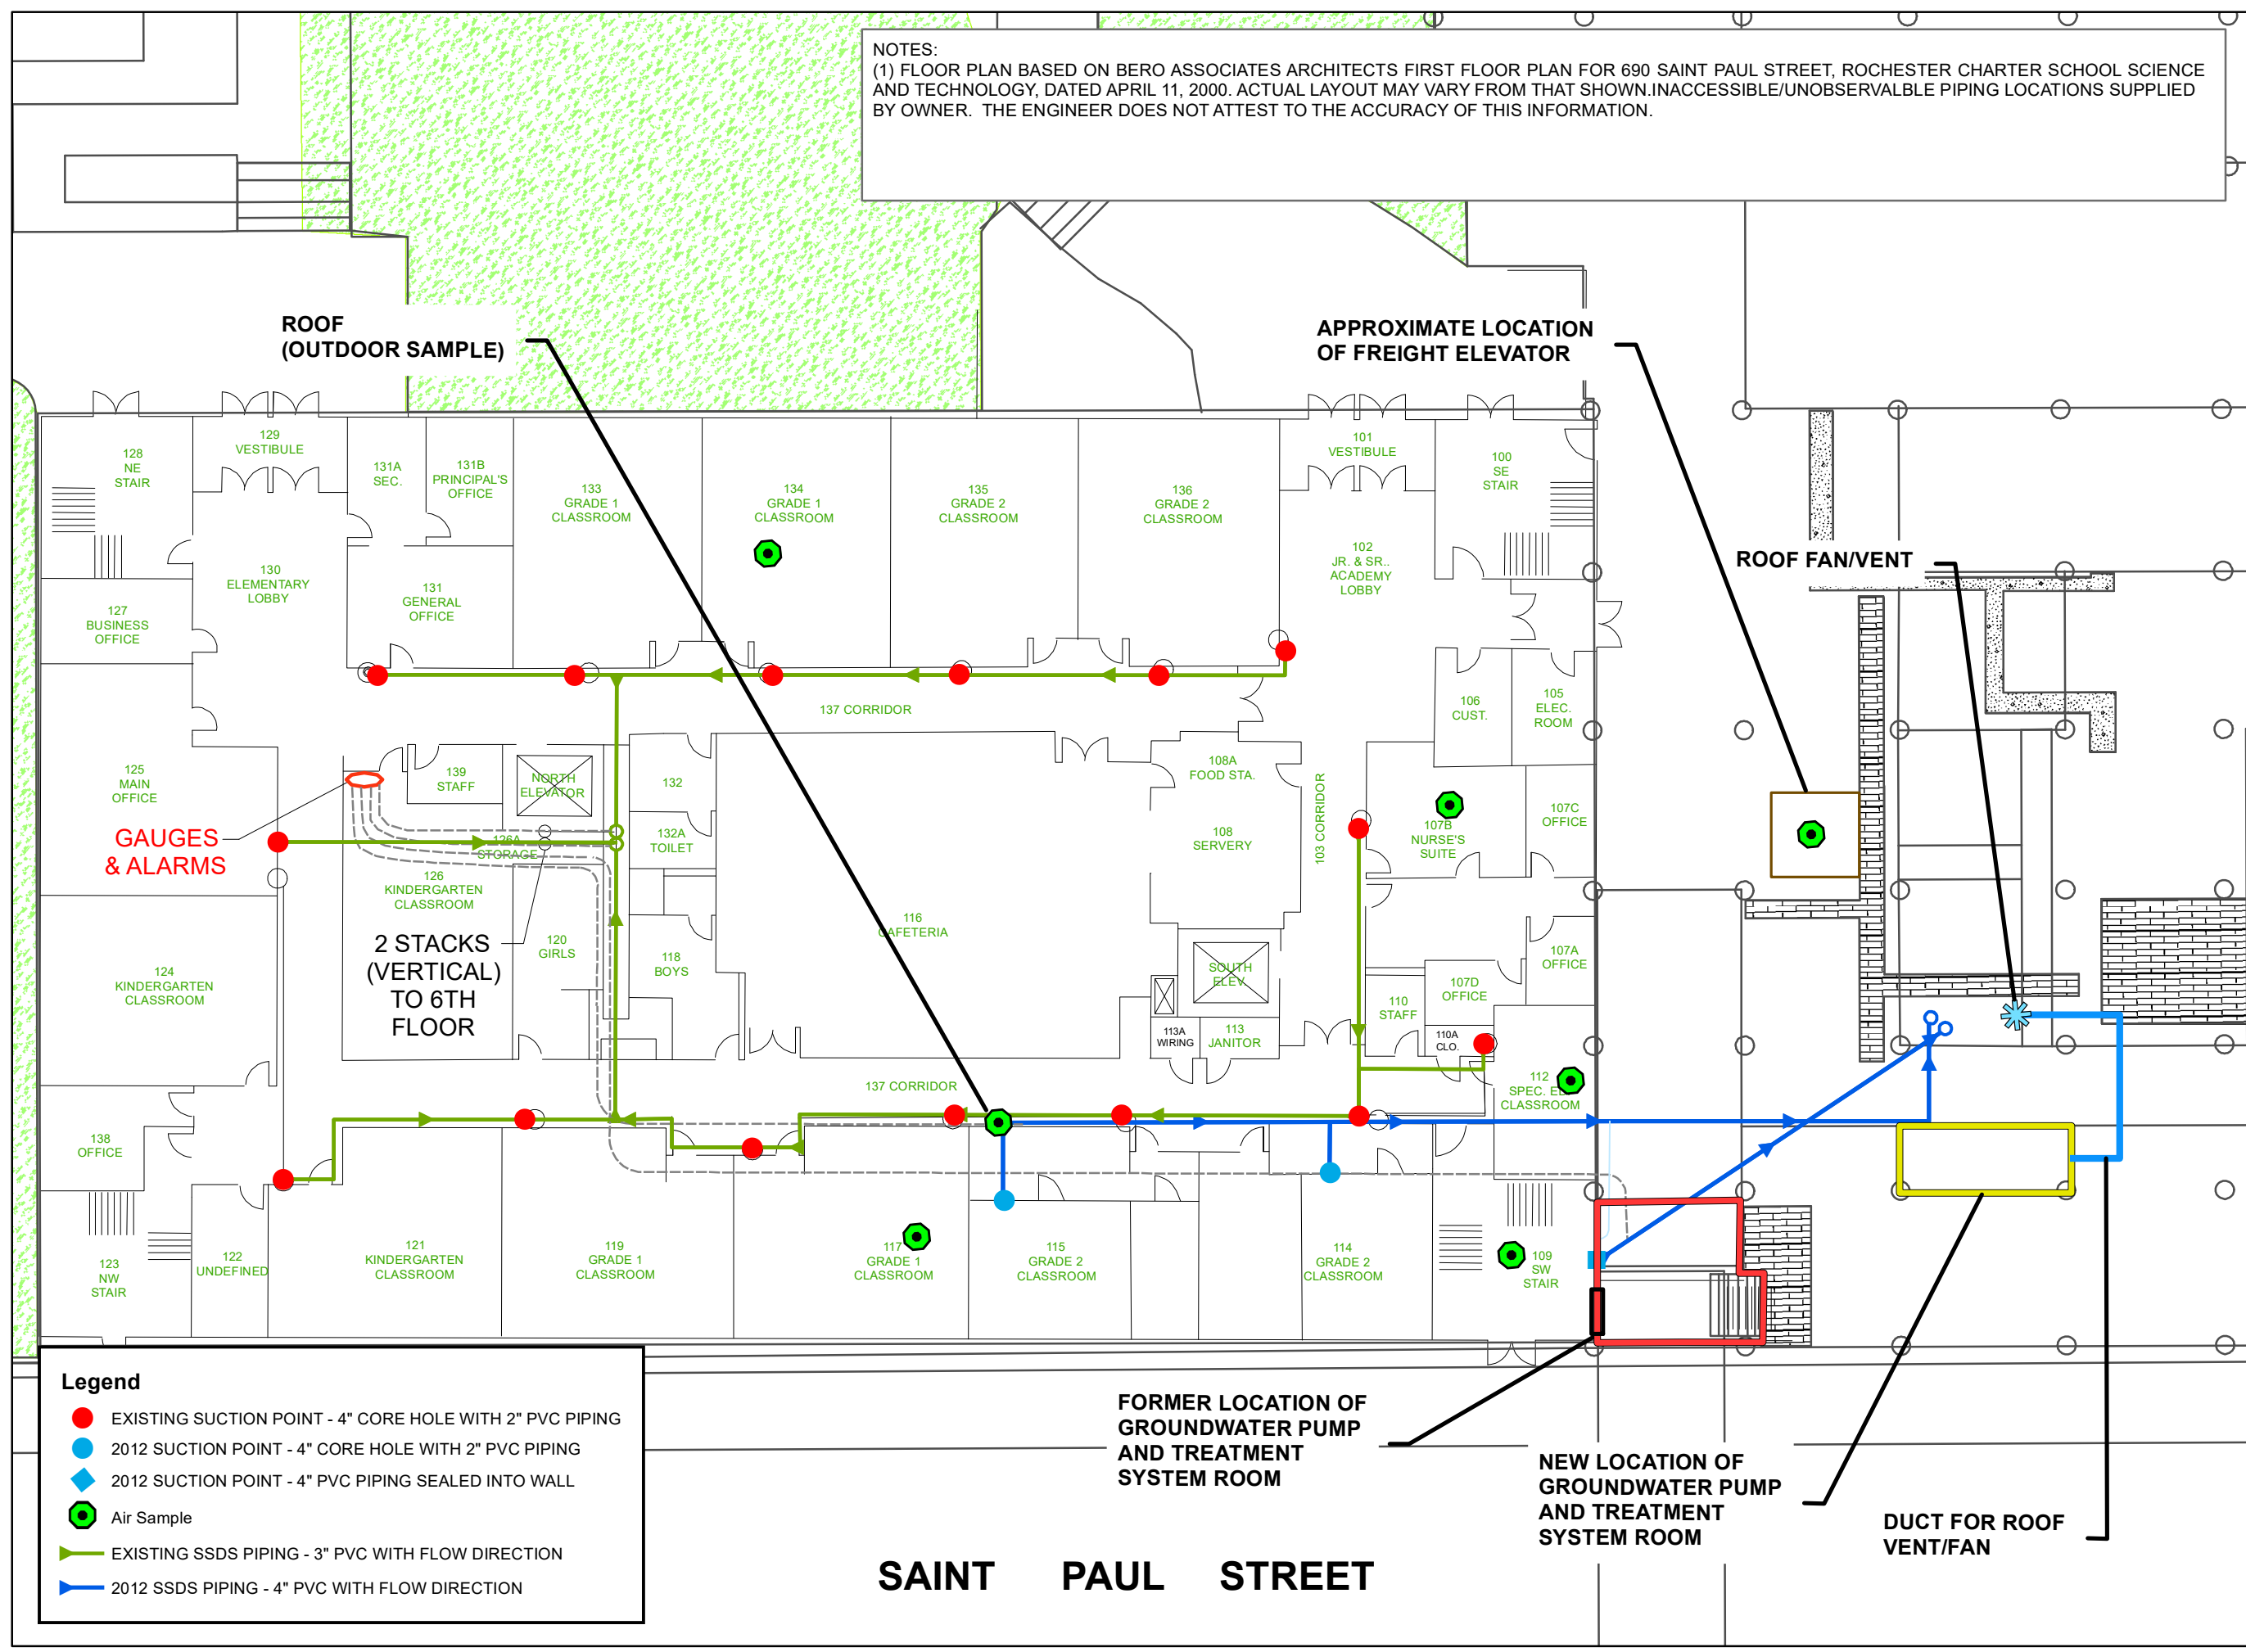 NOTES:
(1) FLOOR PLAN BASED ON BERO ASSOCIATES ARCHITECTS FIRST FLOOR PLAN FOR 690 SAINT PAUL STREET, ROCHESTER CHARTER SCHOOL SCIENCE
AND TECHNOLOGY, DATED APRIL 11, 2000. ACTUAL LAYOUT MAY VARY FROM THAT SHOWN.INACCESSIBLE/UNOBSERVALBLE PIPING LOCATIONS SUPPLIED
BY OWNER. THE ENGINEER DOES NOT ATTEST TO THE ACCURACY OF THIS INFORMATION.
ROOF
(OUTDOOR SAMPLE)
APPROXIMATE LOCATION
OF FREIGHT ELEVATOR
ROOF FAN/VENT
128
NE
STAIR
129
VESTIBULE
131A
SEC.
131B
PRINCIPAL'S
OFFICE
133
GRADE 1
CLASSROOM
134
GRADE 1
CLASSROOM
135
GRADE 2
CLASSROOM
136
GRADE 2
CLASSROOM
101
VESTIBULE
100
SE
STAIR
130
ELEMENTARY
LOBBY
131
GENERAL
OFFICE
102
JR. & SR..
ACADEMY
LOBBY
127
BUSINESS
OFFICE
137 CORRIDOR
106
CUST.
105
ELEC.
ROOM
125
MAIN
OFFICE
139
STAFF
NORTH
ELEVATOR
132
108A
FOOD STA.
103 CORRIDOR
GAUGES
& ALARMS
126A
STORAGE
132A
TOILET
108
SERVERY
107B
NURSE'S
SUITE
107C
OFFICE
126
KINDERGARTEN
CLASSROOM
2 STACKS
(VERTICAL)
TO 6TH
FLOOR
120
GIRLS
118
BOYS
116
CAFETERIA
SOUTH
ELEV.
107A
OFFICE
124
KINDERGARTEN
CLASSROOM
107D
OFFICE
110
STAFF
113A
WIRING
113
JANITOR
110A
CLO.
137 CORRIDOR
112
SPEC. ED.
CLASSROOM
138
OFFICE
123
NW
STAIR
122
UNDEFINED
121
KINDERGARTEN
CLASSROOM
119
GRADE 1
CLASSROOM
117
GRADE 1
CLASSROOM
115
GRADE 2
CLASSROOM
114
GRADE 2
CLASSROOM
109
SW
STAIR
Legend
EXISTING SUCTION POINT - 4" CORE HOLE WITH 2" PVC PIPING
2012 SUCTION POINT - 4" CORE HOLE WITH 2" PVC PIPING
2012 SUCTION POINT - 4" PVC PIPING SEALED INTO WALL
Air Sample
EXISTING SSDS PIPING - 3" PVC WITH FLOW DIRECTION
2012 SSDS PIPING - 4" PVC WITH FLOW DIRECTION
FORMER LOCATION OF
GROUNDWATER PUMP
AND TREATMENT
SYSTEM ROOM
NEW LOCATION OF
GROUNDWATER PUMP
AND TREATMENT
SYSTEM ROOM
DUCT FOR ROOF
VENT/FAN
SAINT PAUL STREET